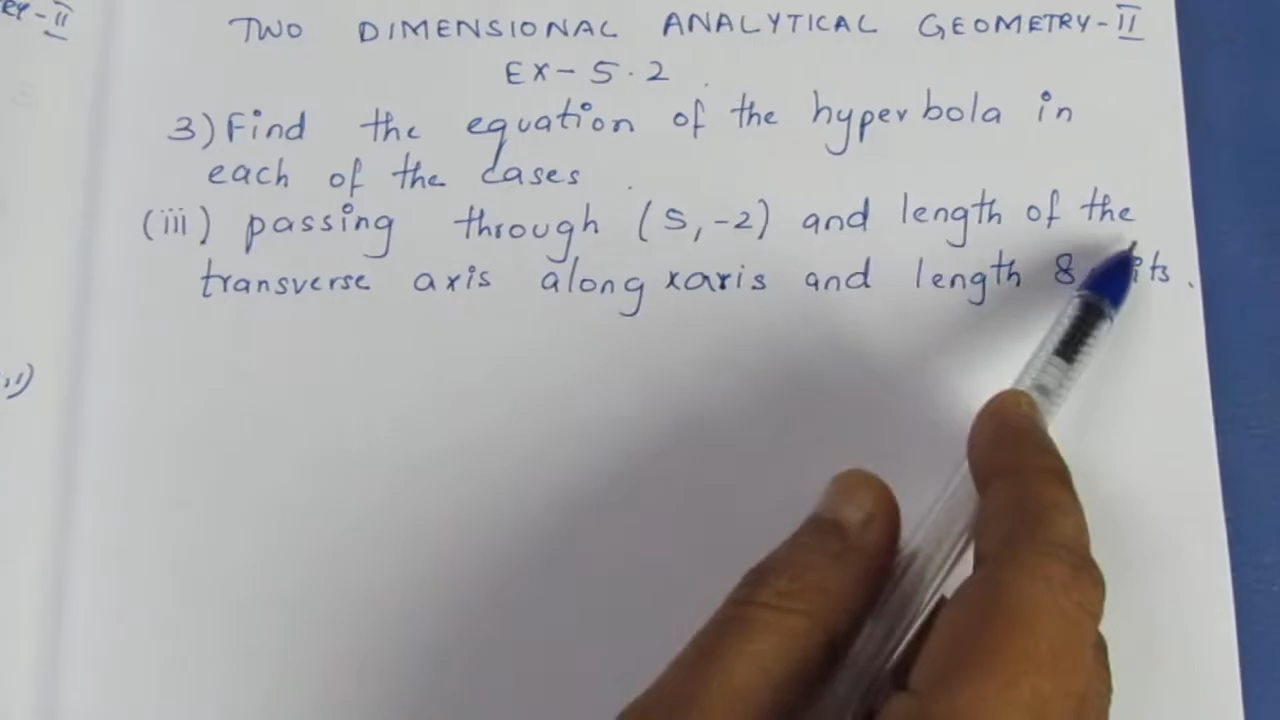 TWO DIMENSIONAL ANALYTICAL GEOMETRY-II
EX-5.2
3) Find the equation of the hyperbola in
each of the cases
(iii) passing through (5,-2) and length of the
transverse axis along xaxis and length 8